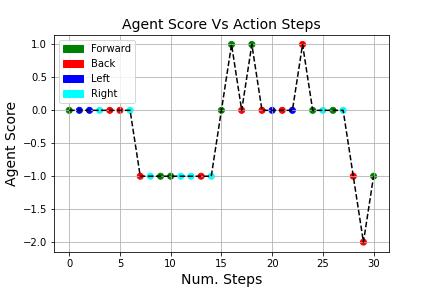 Agent Score Vs Action Steps
Forward
Back
Left
Right
1.0
0.5
0.0
−0.5
−1.0
−1.5
−2.0
Agent Score
0 5 10 15 20 25 30
Num. Steps